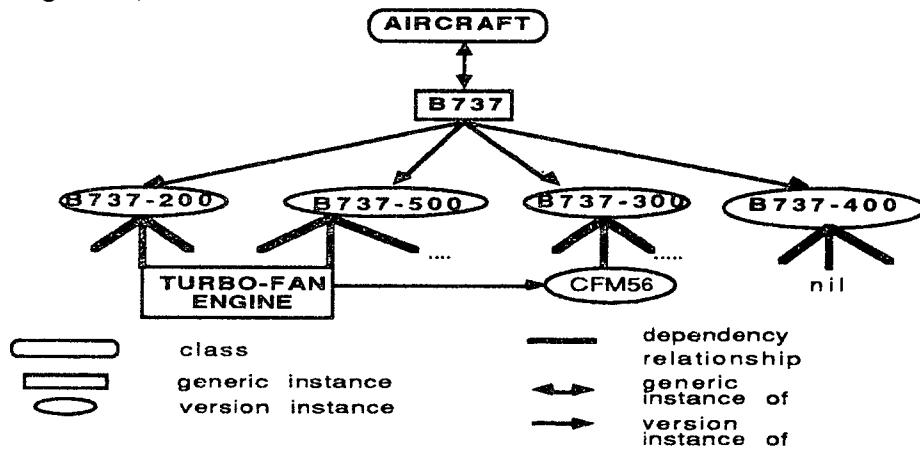 AIRCRAFT
B737
B737-200
B737-500
B737-300
B737-400
....
.....
TURBO-FAN
ENGINE
CFM56
nil
class
generic instance
version instance
dependency
relationship
generic
instance of
version
instance of